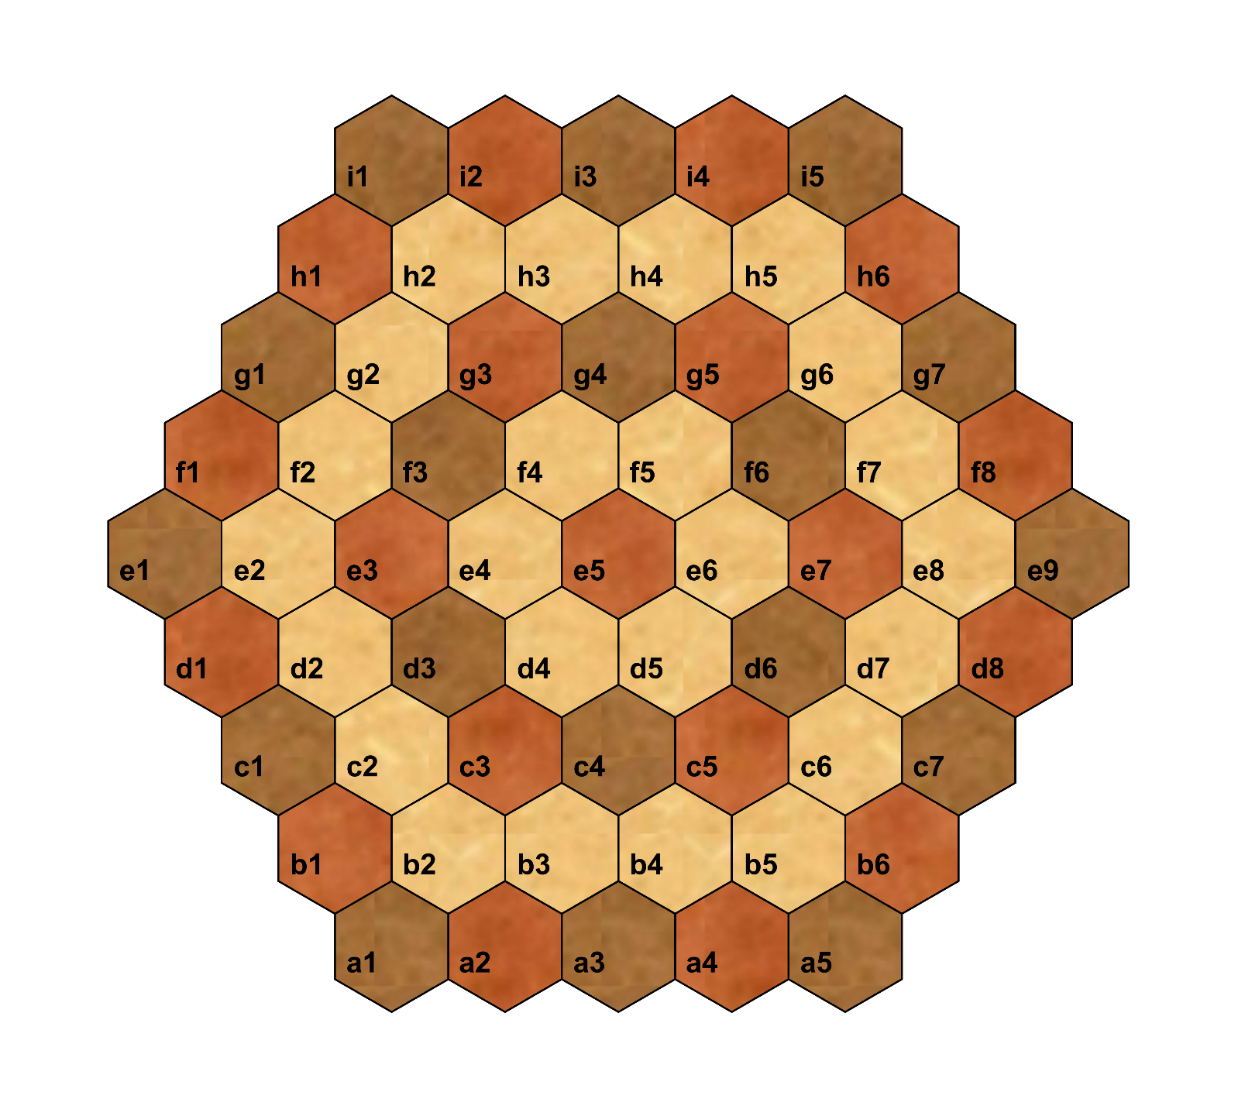 i1 i2 i3 i4 i5
h1 h2 h3 h4 h5 h6
g1 g2 g3 g4 g5 g6 g7
f1 f2 f3 f4 f5 f6 f7 f8
e1 e2 e3 e4 e5 e6 e7 e8 e9
d1 d2 d3 d4 d5 d6 d7 d8
c1 c2 c3 c4 c5 c6 c7
b1 b2 b3 b4 b5 b6
a1 a2 a3 a4 a5